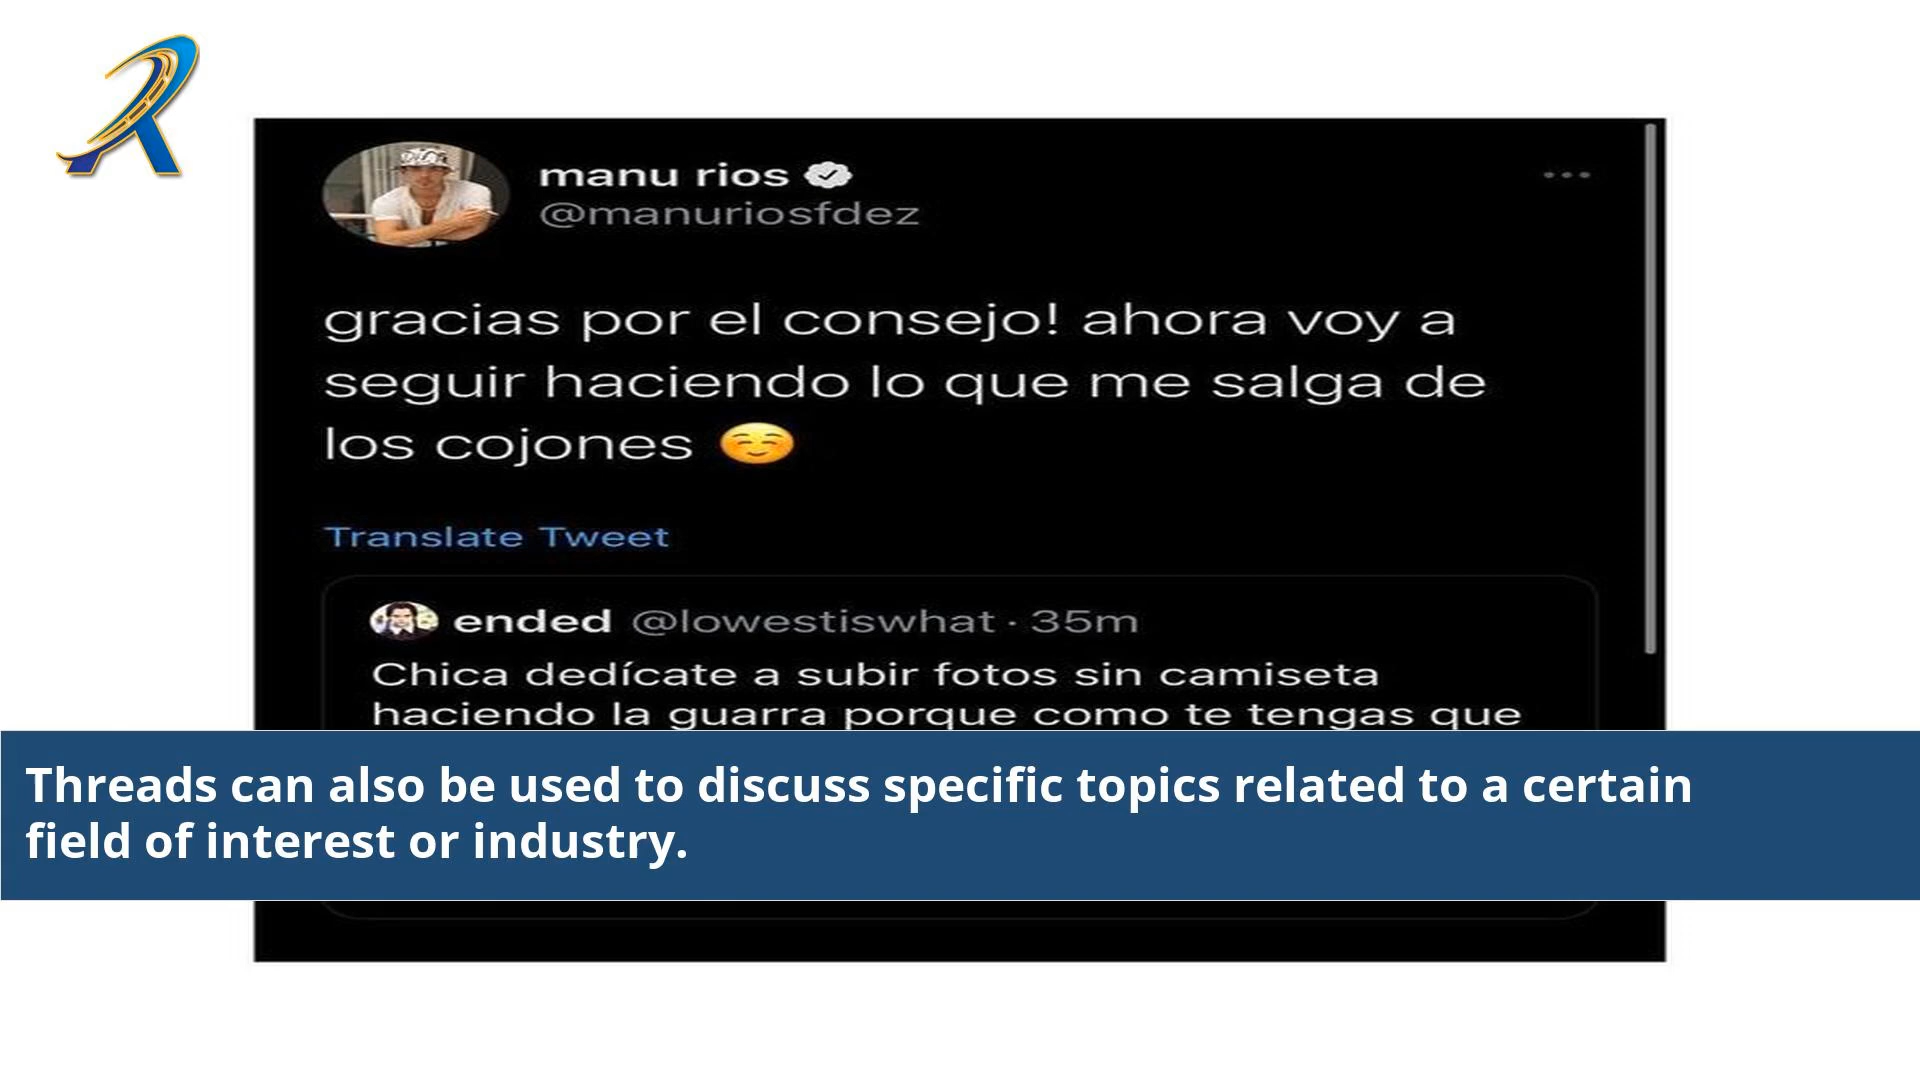 manu rios
@manuriosfdez
gracias por el consejo! ahora voy a
seguir haciendo lo que me salga de
los cojones ☺️
Translate Tweet
ended @lowestiswhat · 35m
Chica dedícate a subir fotos sin camiseta
haciendo la guarra porque como te tengas que
Threads can also be used to discuss specific topics related to a certain
field of interest or industry.